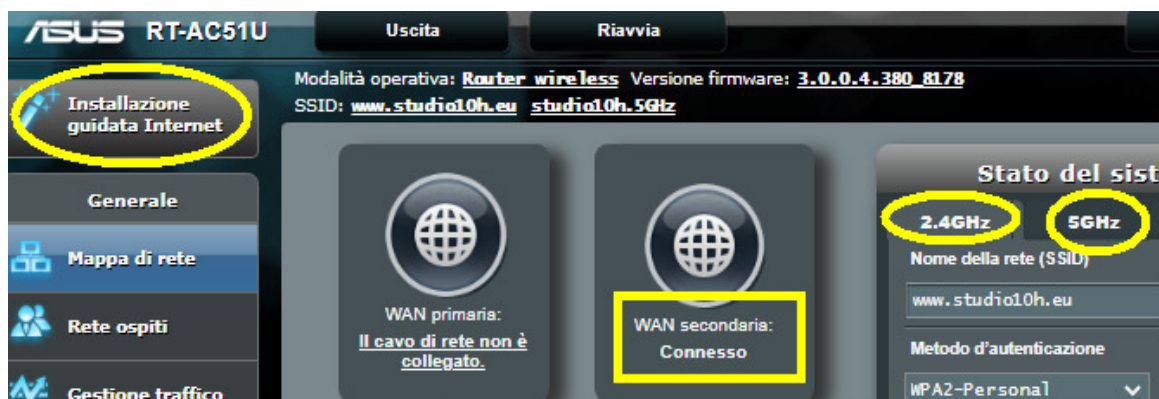 ASUS RT-AC51U
Uscita
Riavvia
Installazione
guidata Internet
Modalità operativa: Router wireless Versione firmware: 3.0.0.4.380_8178
SSID: www.studio10h.eu studio10h.5GHz
Generale
Mappa di rete
Rete ospiti
Gestione traffico
WAN primaria:
Il cavo di rete non è
collegato.
WAN secondaria:
Connesso
Stato del sist
2.4GHz
5GHz
Nome della rete (SSID)
www.studio10h.eu
Metodo d'autenticazione
WPA2-Personal